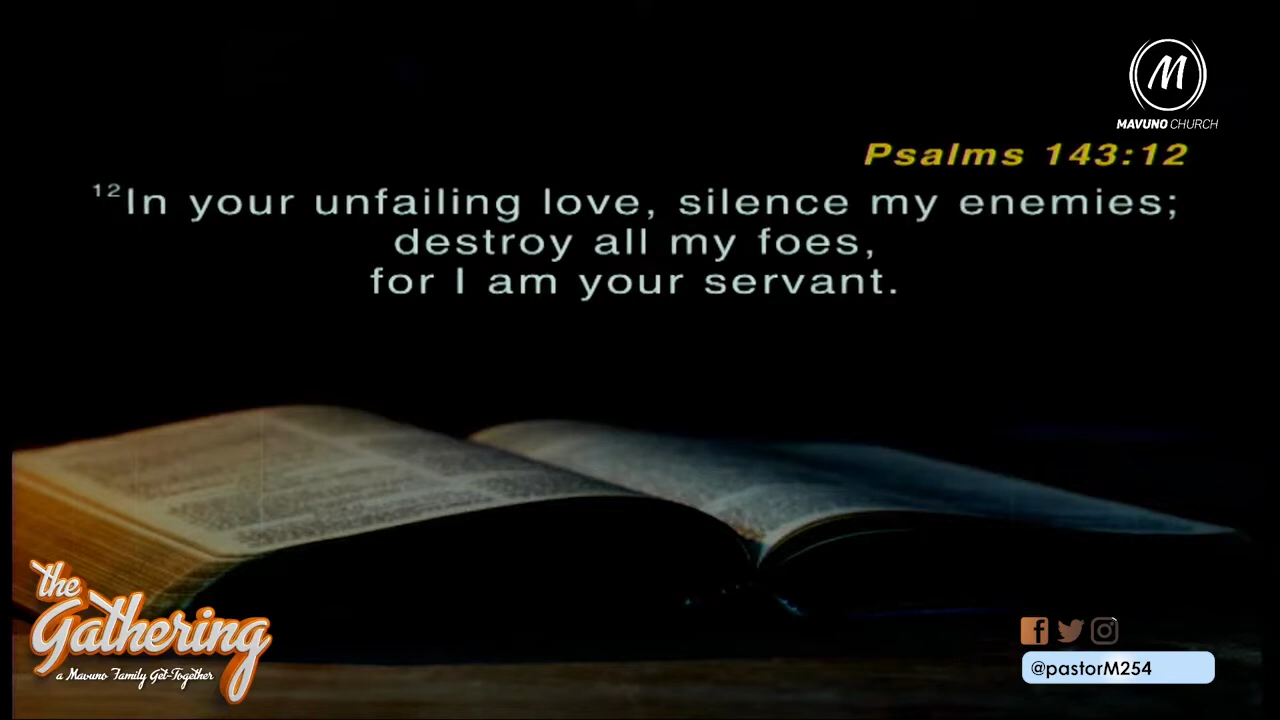 M
MAVUNO CHURCH
Psalms 143:12
12In your unfailing love, silence my enemies;
destroy all my foes,
for I am your servant.
the
Gathering
a Mavuno Family Get-Together
@pastorM254